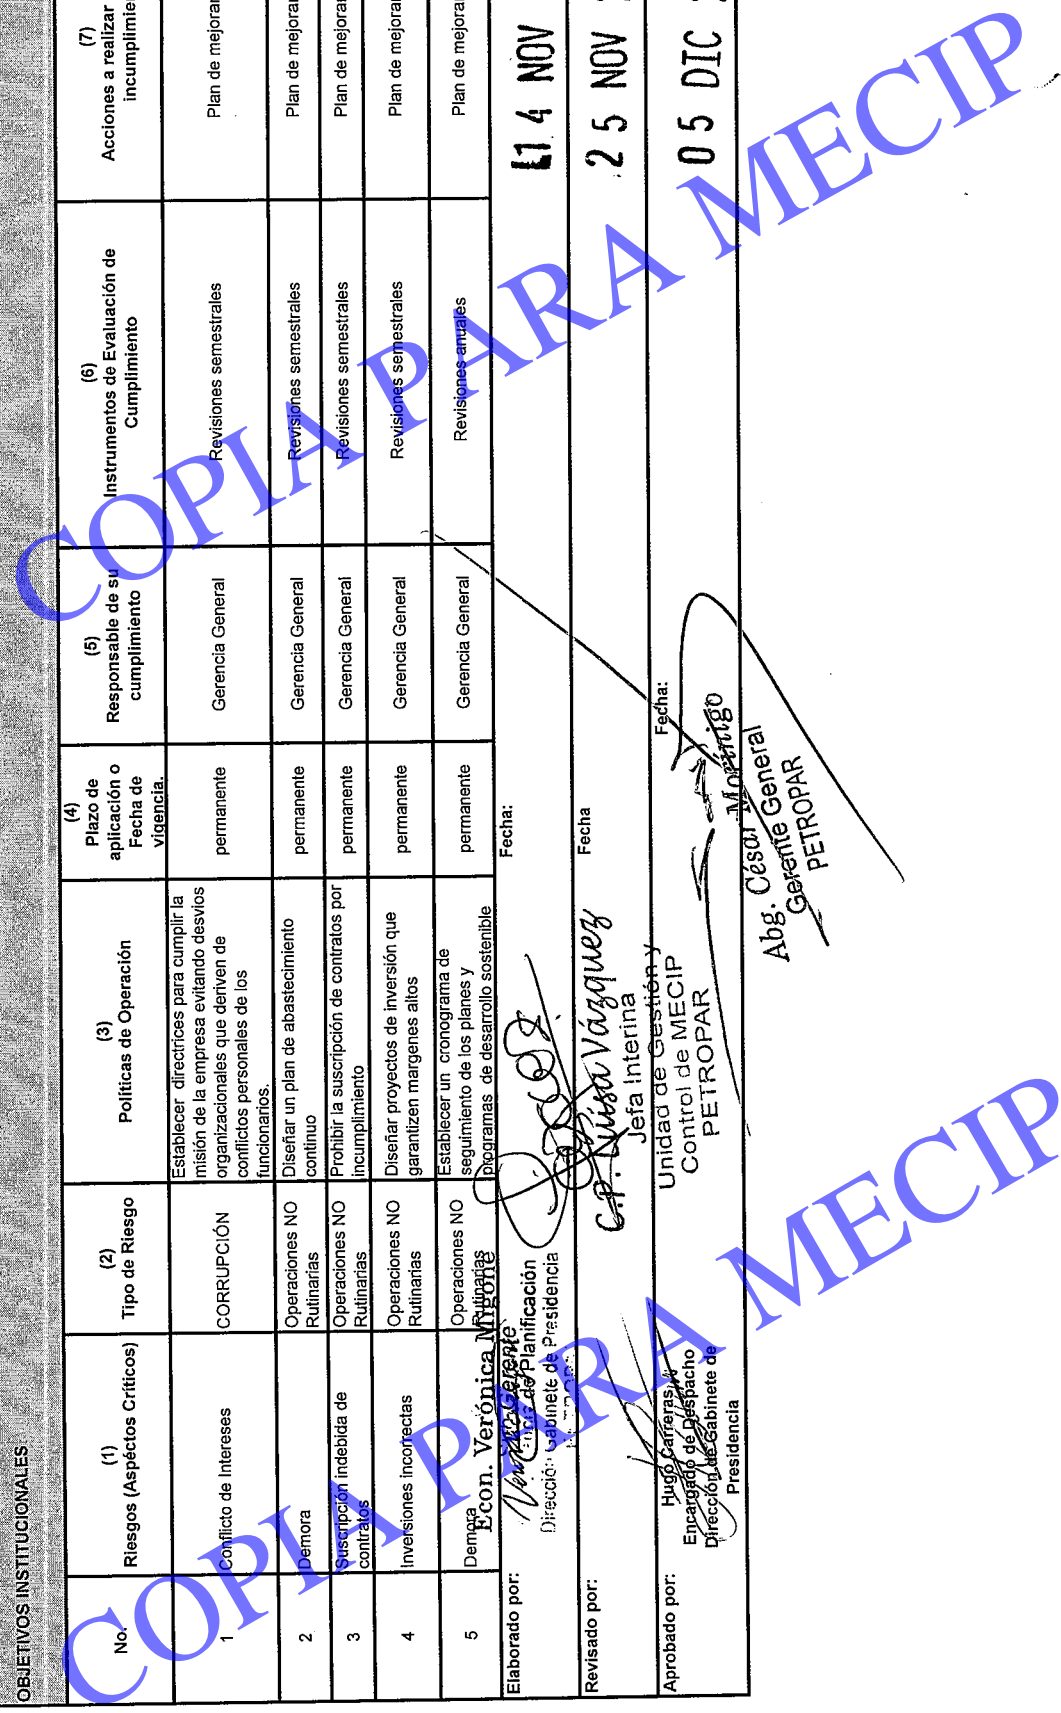 OBJETIVOS INSTITUCIONALES:
No.
(1)
Riesgos (Aspéctos Críticos)
(2)
Tipo de Riesgo
(3)
Políticas de Operación
(4)
Plazo de
aplicación o
Fecha de
vigencia.
(5)
Responsable de su
cumplimiento
(6)
Instrumentos de Evaluación de
Cumplimiento
(7)
Acciones a realizar
1
Conflicto de Intereses
CORRUPCIÓN
Establecer directrices para cumplir la
misión de la empresa evitando desvios
organizacionales que deriven de
conflictos personales de los
funcionarios.
permanente
Gerencia General
Revisiones semestrales
Plan de
2
Demora
Operaciones NO
Rutinarias
Diseñar un plan de abastecimiento
continuo
permanente
Gerencia General
Revisiones semestrales
Plan de
3
Suscripción indebida de
contratos
Operaciones NO
Rutinarias
Prohibir la suscripción de contratos por
incumplimiento
permanente
Gerencia General
Revisiones semestrales
Plan de
4
Inversiones incorrectas
Operaciones NO
Rutinarias
Diseñar proyectos de inversión que
garantizen margenes altos
permanente
Gerencia General
Revisiones semestrales
Plan de
5
Demora
Operaciones NO
Rutinarias
Establecer un cronograma de
seguimiento de los planes y
programas de desarrollo sostenible
permanente
Gerencia General
Revisiones anuales
Plan de
Elaborado por:
Econ. Verónica Migone
Gerente
de Planificación
Dirección Gabinete de Presidencia
Fecha:
14 NOV
Revisado por:
C.P. Luisa Vázquez
Jefa Interina
Unidad de Gestión y
Control de MECIP
PETROPAR
Fecha
25 NOV
Aprobado por:
Hugo Carreras
Encargado de Despacho
Dirección de Gabinete de
Presidencia
Fecha:
05 DIC
Abg. César Morínigo
Gerente General
PETROPAR
COPIA PARA MECIP
COPIA PARA MECIP